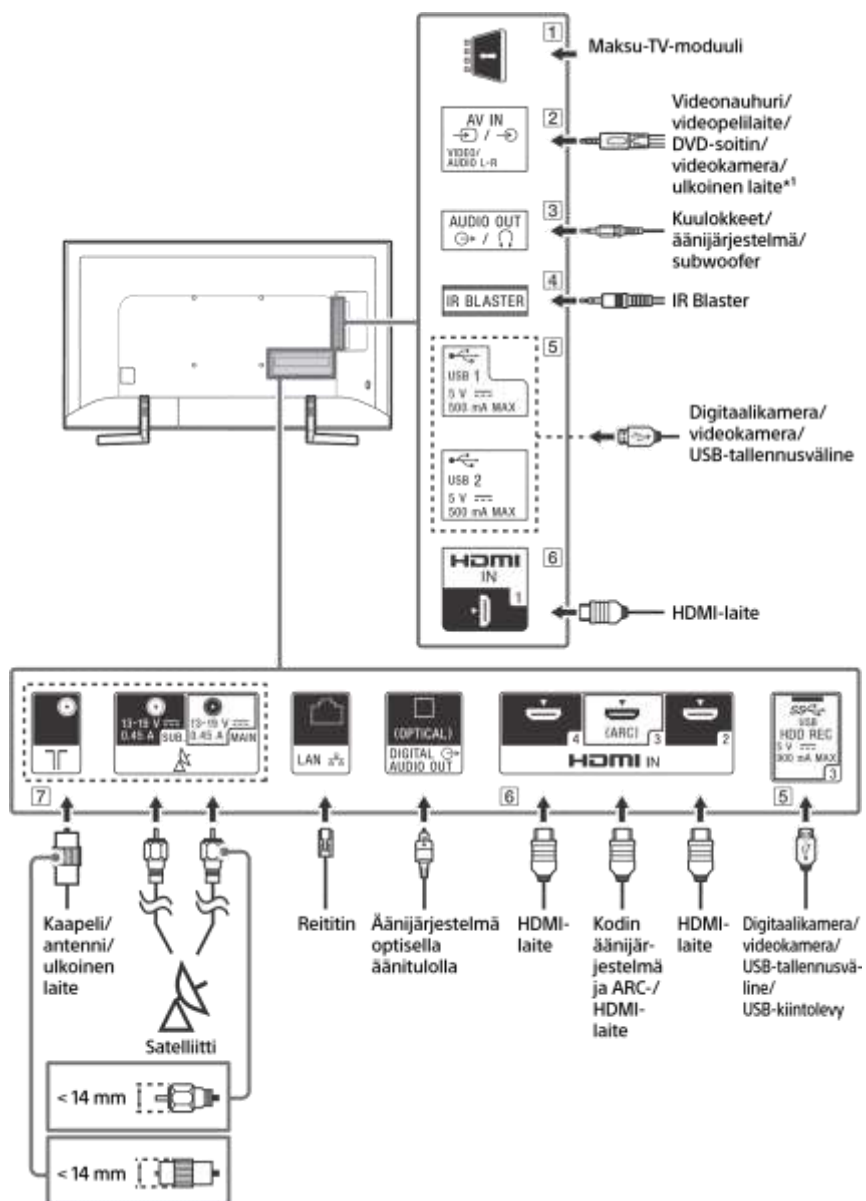 1
Maksu-TV-moduuli
AV IN
/
VIDEO/
AUDIO L-R
2
Videonauhuri/
videopelilaite/
DVD-soitin/
videokamera/
ulkoinen laite*1
AUDIO OUT
/
3
Kuulokkeet/
äänijärjestelmä/
subwoofer
4
IR BLASTER
IR Blaster
5
USB 1
5 V
500 mA MAX
USB 2
5 V
500 mA MAX
Digitaalikamera/
videokamera/
USB-tallennusväline
6
HDMI
IN
1
HDMI-laite
13-19 V
0.45 A
SUB
13-19 V
0.45 A
MAIN
LAN
(OPTICAL)
DIGITAL
AUDIO OUT
4
(ARC)
3
2
HDMI IN
SS
USB
HDD REC
5 V
900 mA MAX
3
7
6
5
Kaapeli/
antenni/
ulkoinen
laite
Satelliitti
Reititin
Äänijärjestelmä
optisella
äänitulolla
HDMI-
laite
Kodin
äänijär-
jestelmä
ja ARC-/
HDMI-
laite
HDMI-
laite
Digitaalikamera/
videokamera/
USB-tallennusvä-
line/
USB-kiintolevy
< 14 mm
< 14 mm